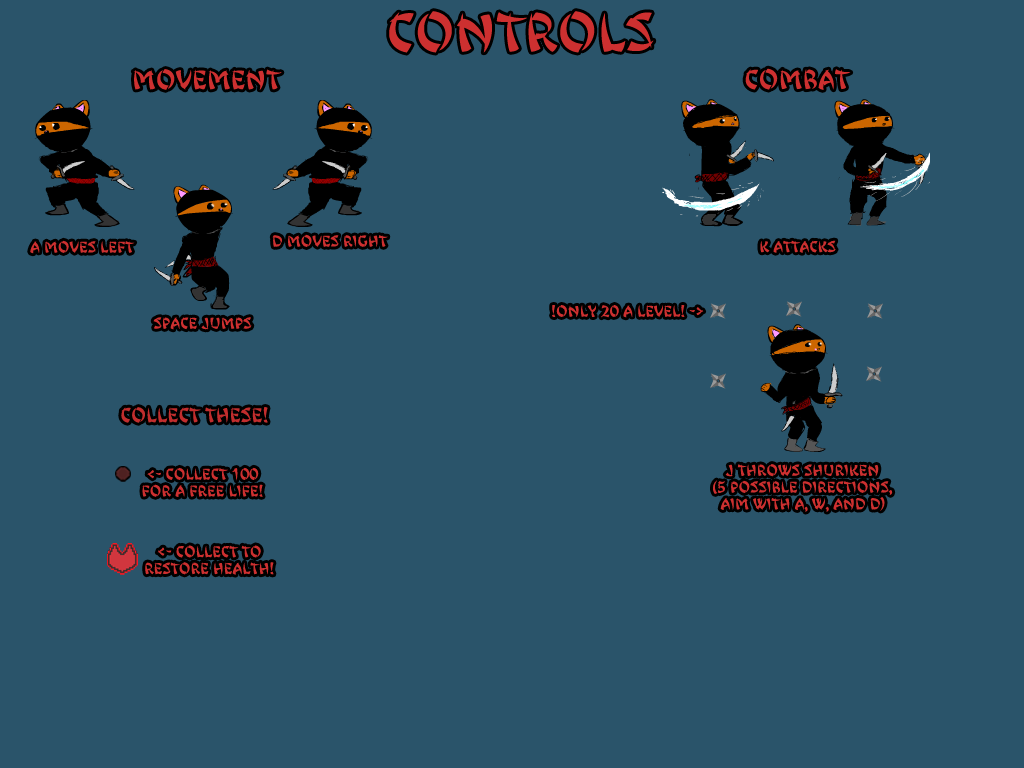 CONTROLS
MOVEMENT
A MOVES LEFT
D MOVES RIGHT
SPACE JUMPS
COLLECT THESE!
<- COLLECT 100
FOR A FREE LIFE!
<- COLLECT TO
RESTORE HEALTH!
COMBAT
K ATTACKS
!ONLY 20 A LEVEL! ->
J THROWS SHURIKEN
(5 POSSIBLE DIRECTIONS,
AIM WITH A, W, AND D)